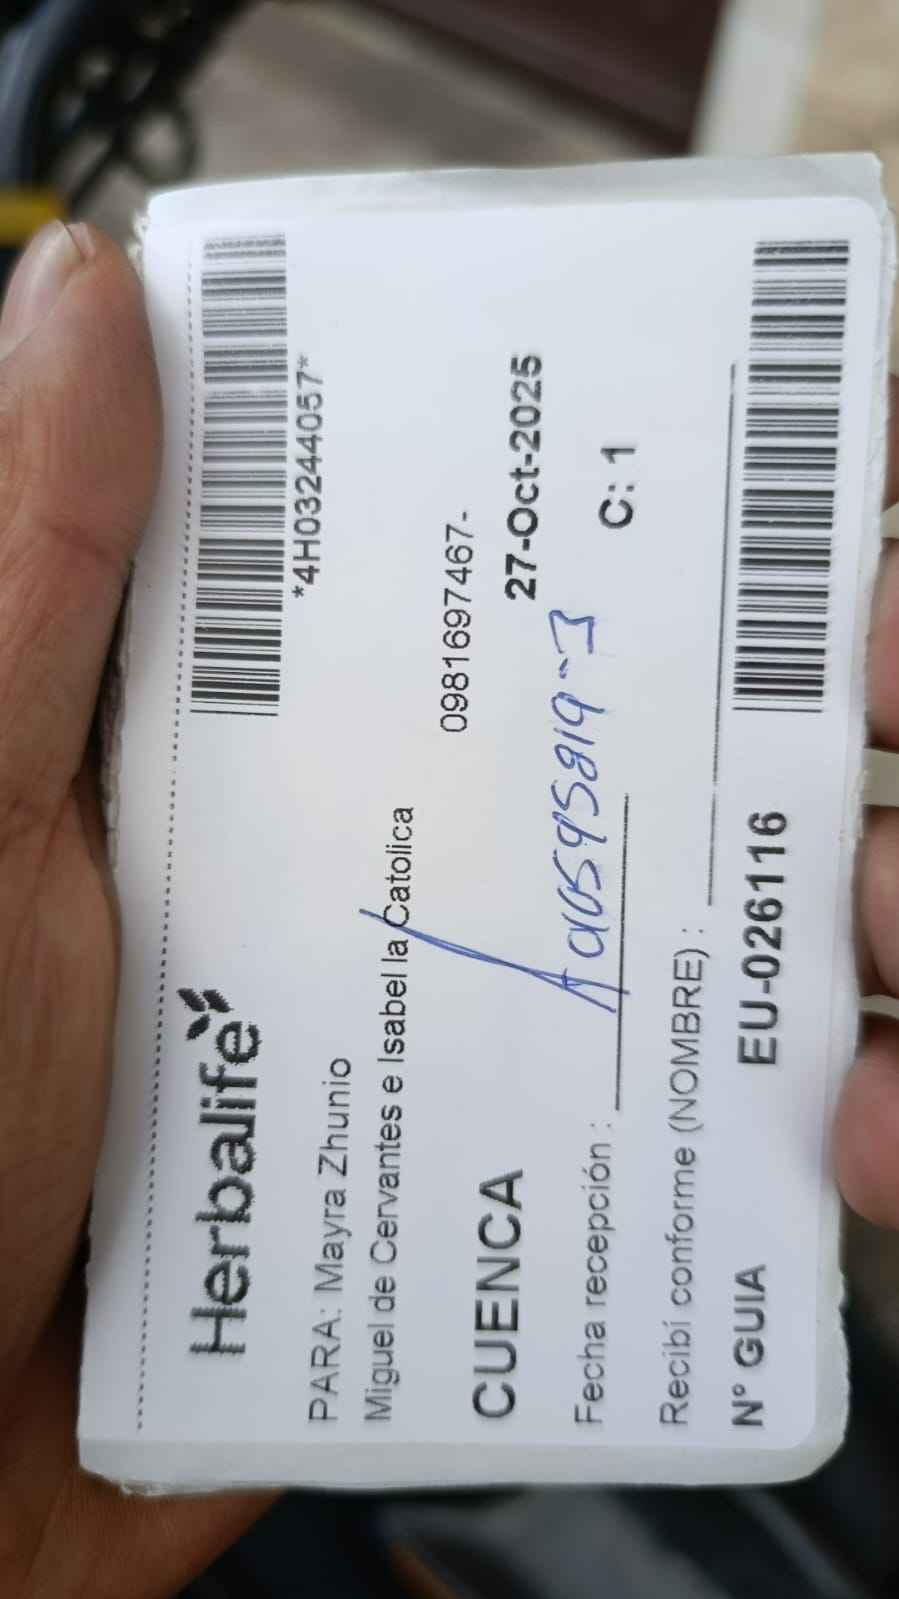 Herbalife
*4H03244057*
PARA: Mayra Zhunio
Miguel de Cervantes e Isabel la Catolica
0981697467-
CUENCA
27-Oct-2025
Fecha recepción :
C: 1
Recibí conforme (NOMBRE) :
N° GUIA
EU-026116